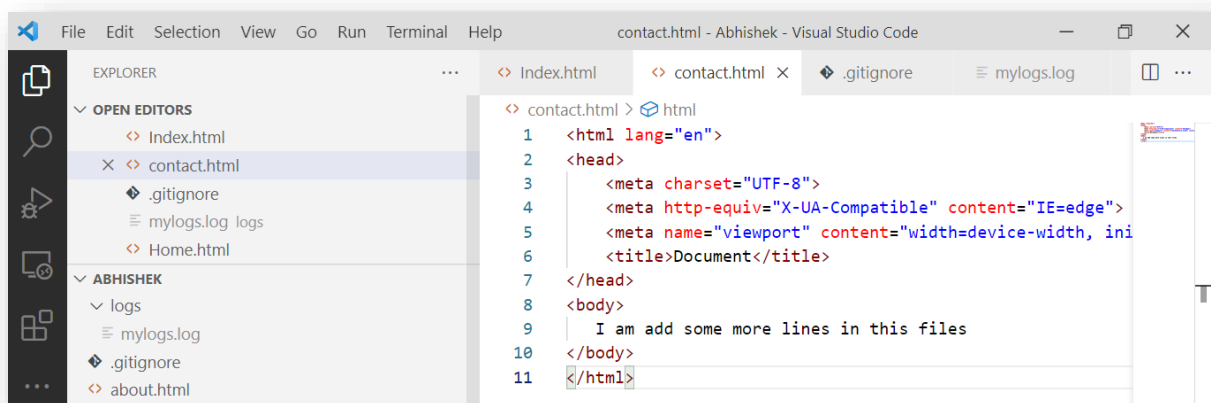 File Edit Selection View Go Run Terminal Help contact.html - Abhishek - Visual Studio Code
EXPLORER
OPEN EDITORS
Index.html
contact.html
.gitignore
mylogs.log logs
Home.html
ABHISHEK
logs
mylogs.log
.gitignore
about.html
Index.html contact.html .gitignore mylogs.log
contact.html > html
1 <html lang="en">
2 <head>
3 <meta charset="UTF-8">
4 <meta http-equiv="X-UA-Compatible" content="IE=edge">
5 <meta name="viewport" content="width=device-width, ini
6 <title>Document</title>
7 </head>
8 <body>
9 I am add some more lines in this files
10 </body>
11 </html>